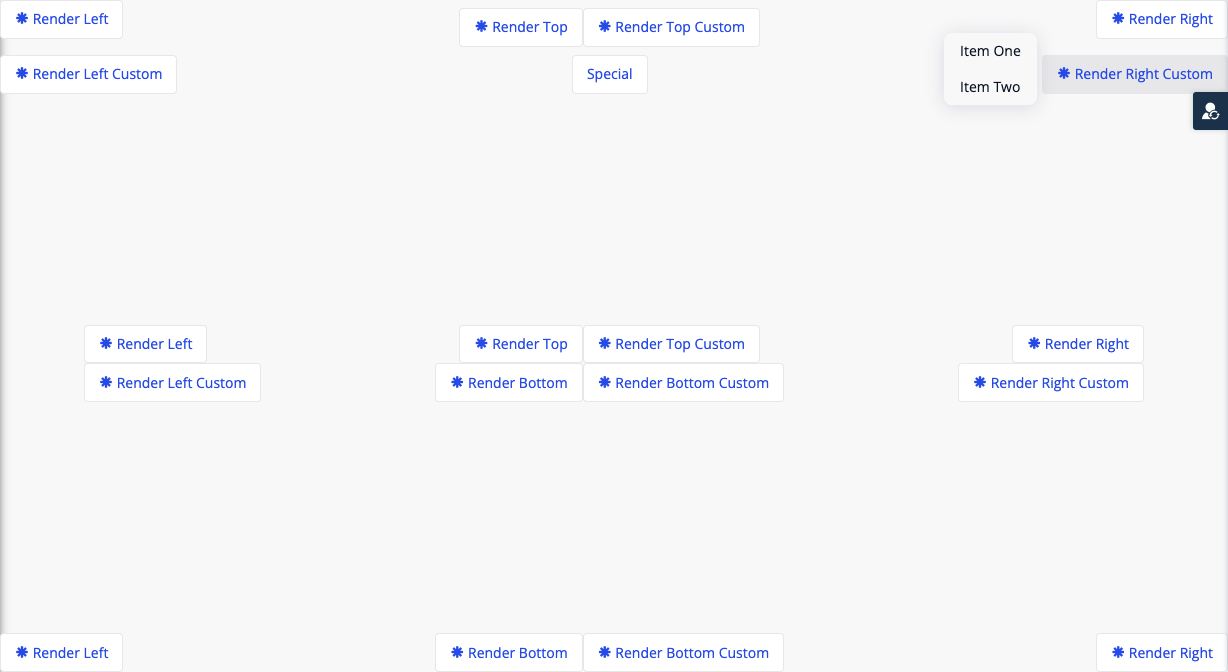 Render Left
Render Top
Render Top Custom
Render Right
Item One
Render Left Custom
Special
Render Right Custom
Item Two
Render Left
Render Top
Render Top Custom
Render Right
Render Left Custom
Render Bottom
Render Bottom Custom
Render Right Custom
Render Left
Render Bottom
Render Bottom Custom
Render Right